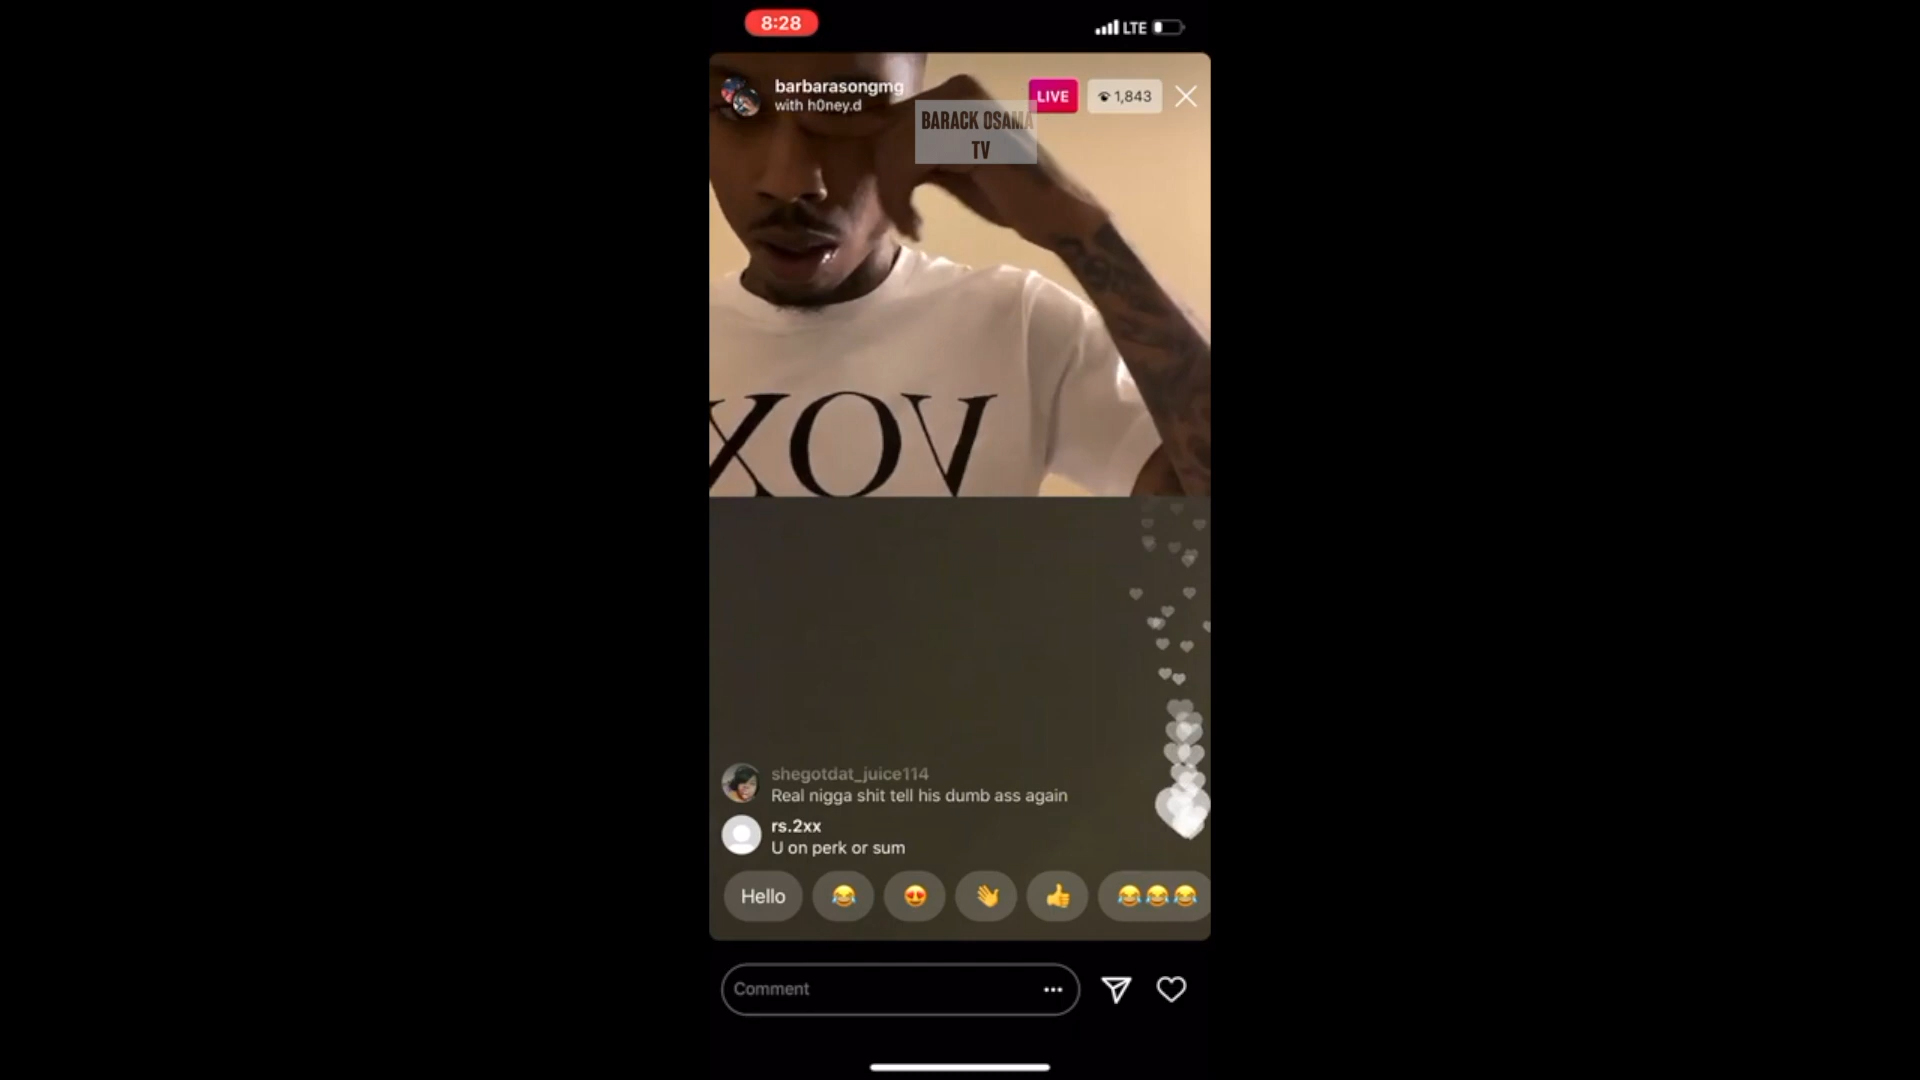 8:28
LTE
barbarasongmg
with h0ney.d
LIVE
1,843
BARACK OSAMA
TV
XOV
shegotdat_juice114
Real nigga shit tell his dumb ass again
rs.2xx
U on perk or sum
Hello
Comment